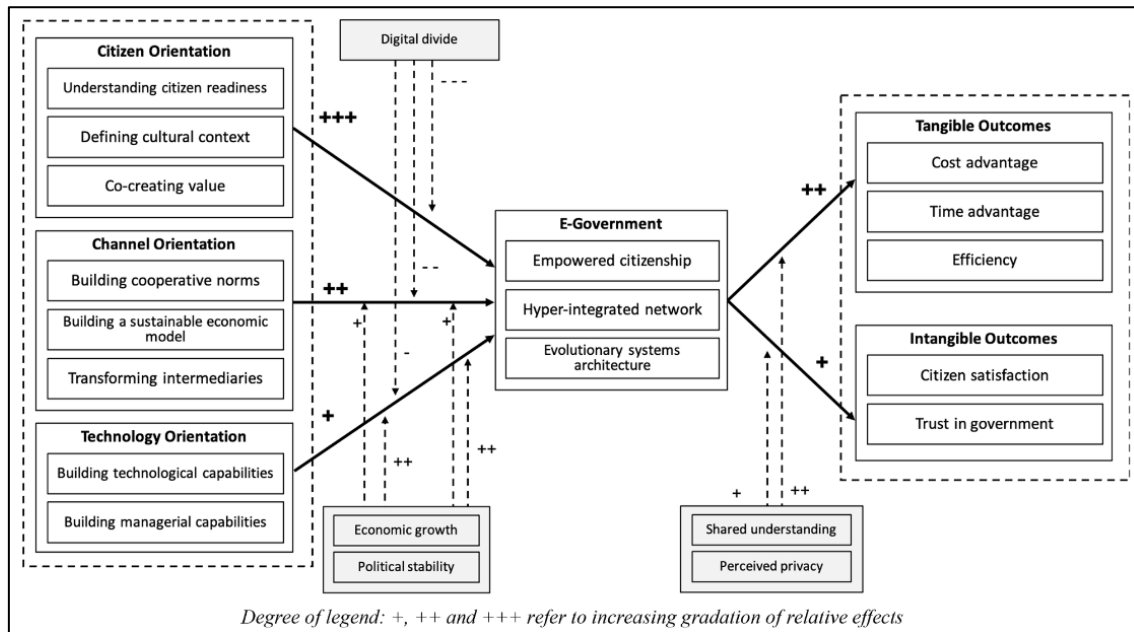 Citizen Orientation
Understanding citizen readiness
Defining cultural context
Co-creating value
Channel Orientation
Building cooperative norms
Building a sustainable economic
model
Transforming intermediaries
Technology Orientation
Building technological capabilities
Building managerial capabilities
Digital divide
---
+++
--
++
+
+
-
+
++
++
Economic growth
Political stability
E-Government
Empowered citizenship
Hyper-integrated network
Evolutionary systems
architecture
++
+
+
++
Shared understanding
Perceived privacy
Tangible Outcomes
Cost advantage
Time advantage
Efficiency
Intangible Outcomes
Citizen satisfaction
Trust in government
Degree of legend: +, ++ and +++ refer to increasing gradation of relative effects